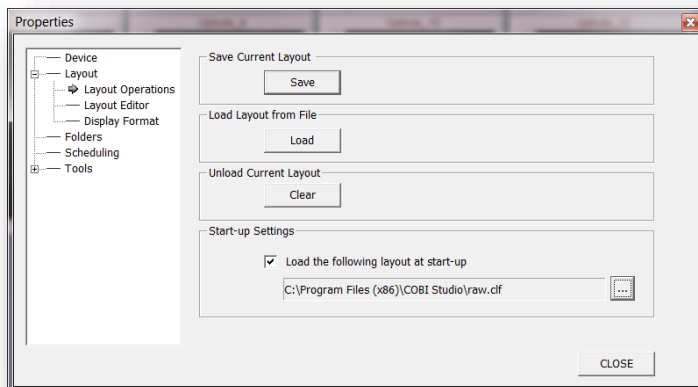 Properties
Device
Layout
Layout Operations
Layout Editor
Display Format
Folders
Scheduling
Tools
Save Current Layout
Save
Load Layout from File
Load
Unload Current Layout
Clear
Start-up Settings
Load the following layout at start-up
C:\Program Files (x86)\COBI Studio\raw.clf
...
CLOSE